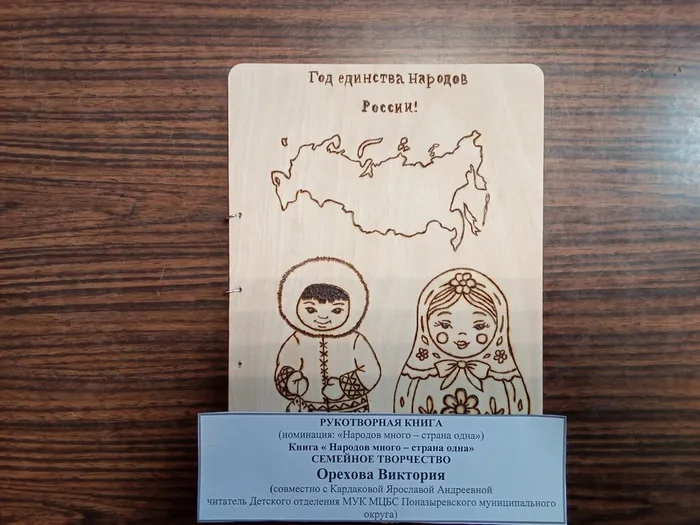 Год единства народов
России!
РУКОТВОРНАЯ КНИГА
(номинация: «Народов много – страна одна»)
Книга « Народов много – страна одна»
СЕМЕЙНОЕ ТВОРЧЕСТВО
Орехова Виктория
(совместно с Кардаковой Ярославой Андреевной
читатель Детского отделения МУК МЦБС Поназыревского муниципального
округа)